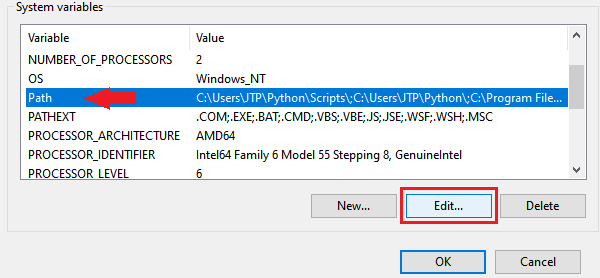 System variables
Variable Value
NUMBER_OF_PROCESSORS 2
OS Windows_NT
Path C:\Users\JTP\Python\Scripts\;C:\Users\JTP\Python\;C:\Program File...
PATHEXT .COM;.EXE;.BAT;.CMD;.VBS;.VBE;.JS;.JSE;.WSF;.WSH;.MSC
PROCESSOR_ARCHITECTURE AMD64
PROCESSOR_IDENTIFIER Intel64 Family 6 Model 55 Stepping 8, GenuineIntel
PROCESSOR_LEVEL 6
New... Edit... Delete
OK Cancel